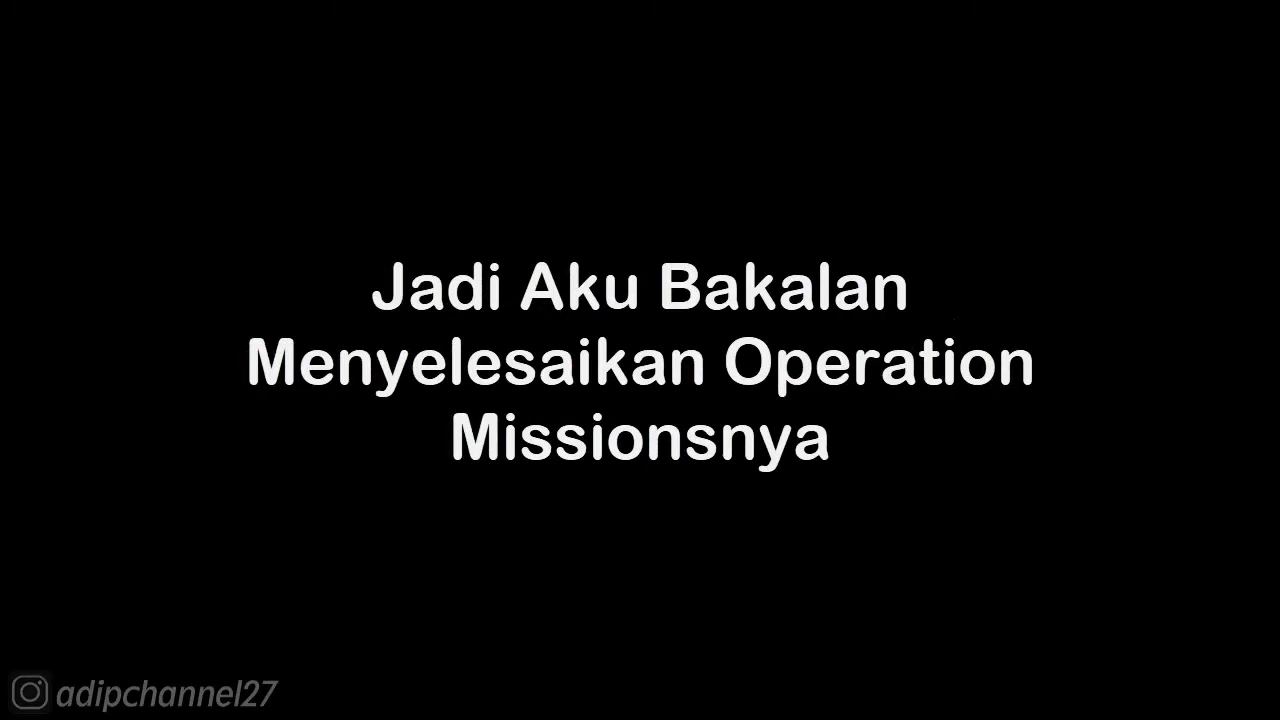 Jadi Aku Bakalan
Menyelesaikan Operation
Missionsnya
adipchannel27